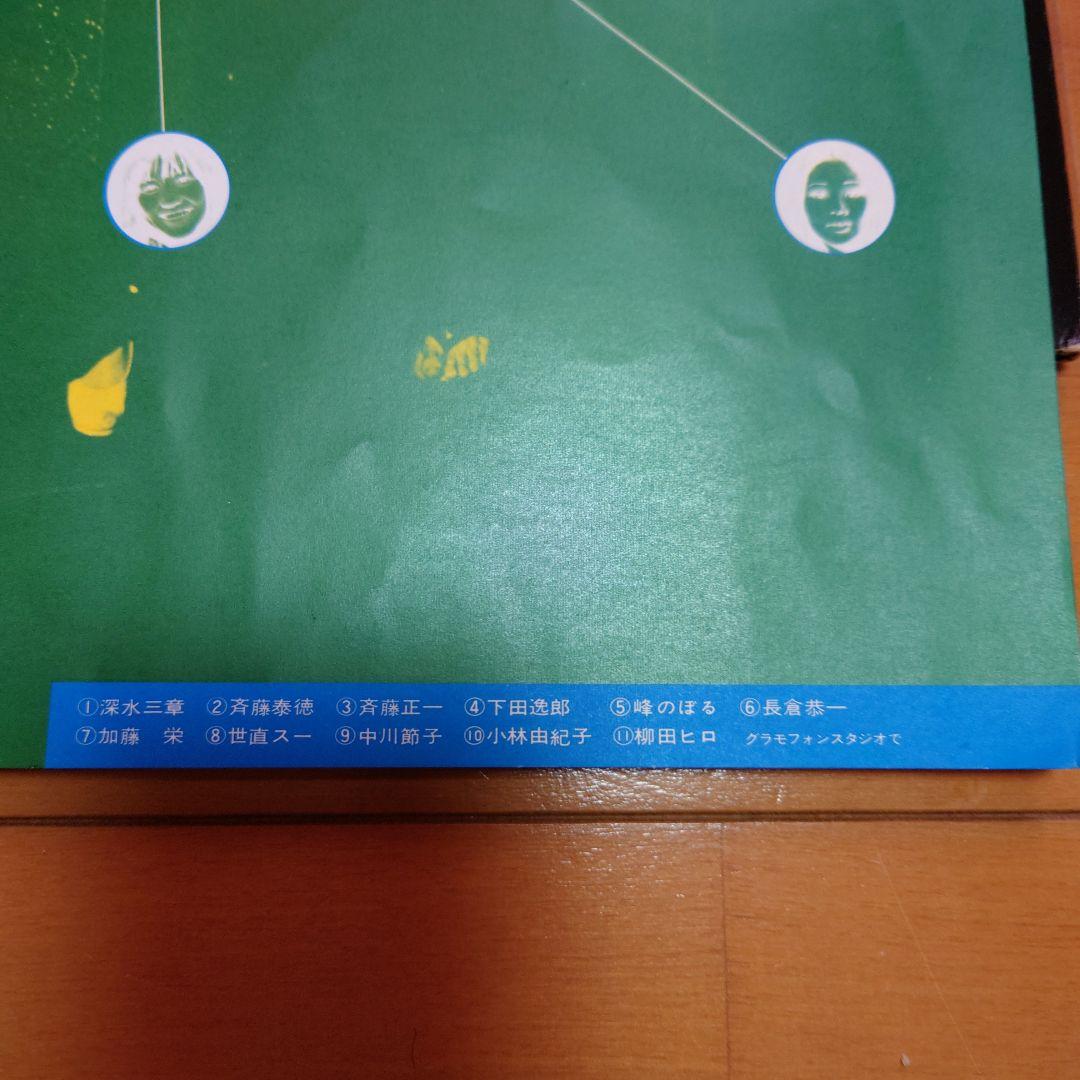 ①深水三章 ②斉藤泰徳 ③斉藤正一 ④下田逸郎 ⑤峰のぼる ⑥長倉恭一
⑦加藤 栄 ⑧世直スー ⑨中川節子 ⑩小林由紀子 ⑪柳田ヒロ グラモフォンスタジオで